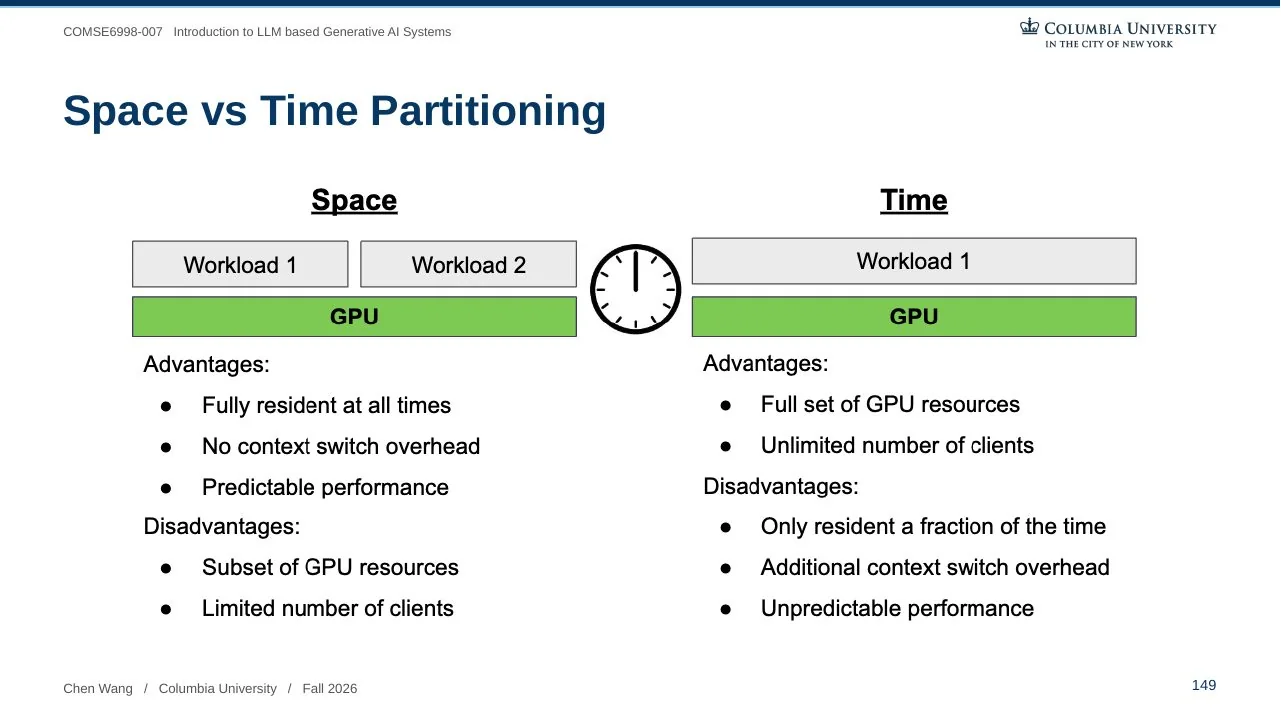 COMSE6998-007 Introduction to LLM based Generative AI Systems
COLUMBIA UNIVERSITY
IN THE CITY OF NEW YORK
Space vs Time Partitioning
Space
Workload 1
Workload 2
GPU
Advantages:
● Fully resident at all times
● No context switch overhead
● Predictable performance
Disadvantages:
● Subset of GPU resources
● Limited number of clients
Time
Workload 1
GPU
Advantages:
● Full set of GPU resources
● Unlimited number of clients
Disadvantages:
● Only resident a fraction of the time
● Additional context switch overhead
● Unpredictable performance
Chen Wang / Columbia University / Fall 2026
149